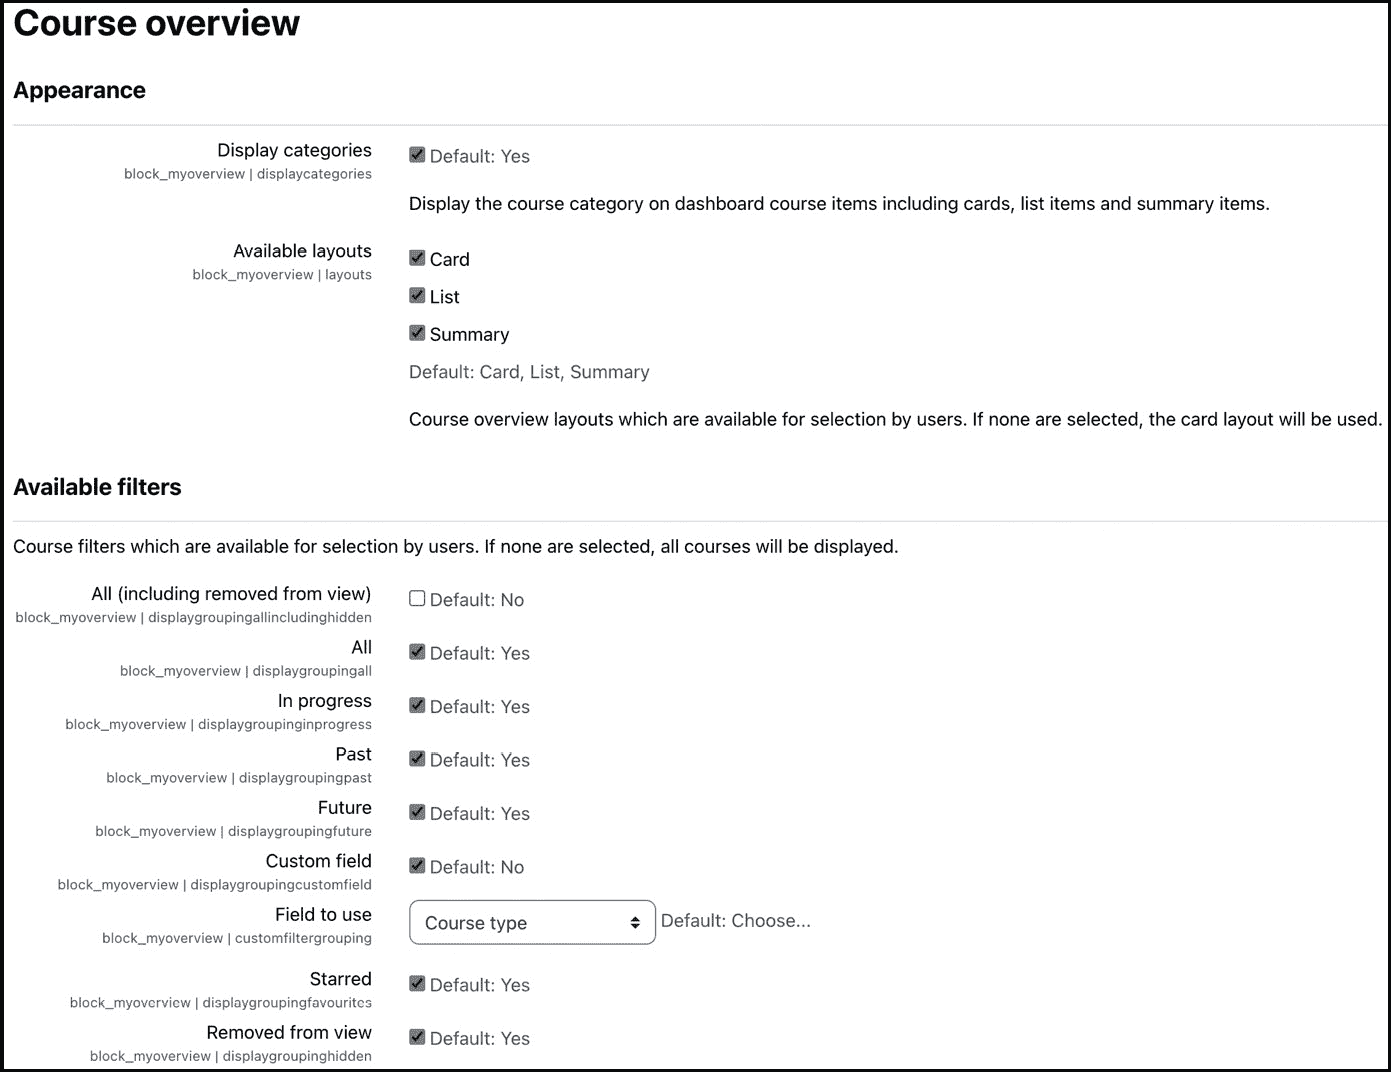 Course overview
Appearance
Display categories
Default: Yes
block_myoverview | displaycategories
Display the course category on dashboard course items including cards, list items and summary items.
Available layouts
Card
block_myoverview | layouts
List
Summary
Default: Card, List, Summary
Course overview layouts which are available for selection by users. If none are selected, the card layout will be used.
Available filters
Course filters which are available for selection by users. If none are selected, all courses will be displayed.
All (including removed from view)
Default: No
block_myoverview | displaygroupingallincludinghidden
All
Default: Yes
block_myoverview | displaygroupingall
In progress
Default: Yes
block_myoverview | displaygroupinginprogress
Past
Default: Yes
block_myoverview | displaygroupingpast
Future
Default: Yes
block_myoverview | displaygroupingfuture
Custom field
Default: No
block_myoverview | displaygroupingcustomfield
Field to use
Course type
Default: Choose...
block_myoverview | customfiltergrouping
Starred
Default: Yes
block_myoverview | displaygroupingfavourites
Removed from view
Default: Yes
block_myoverview | displaygroupinghidden